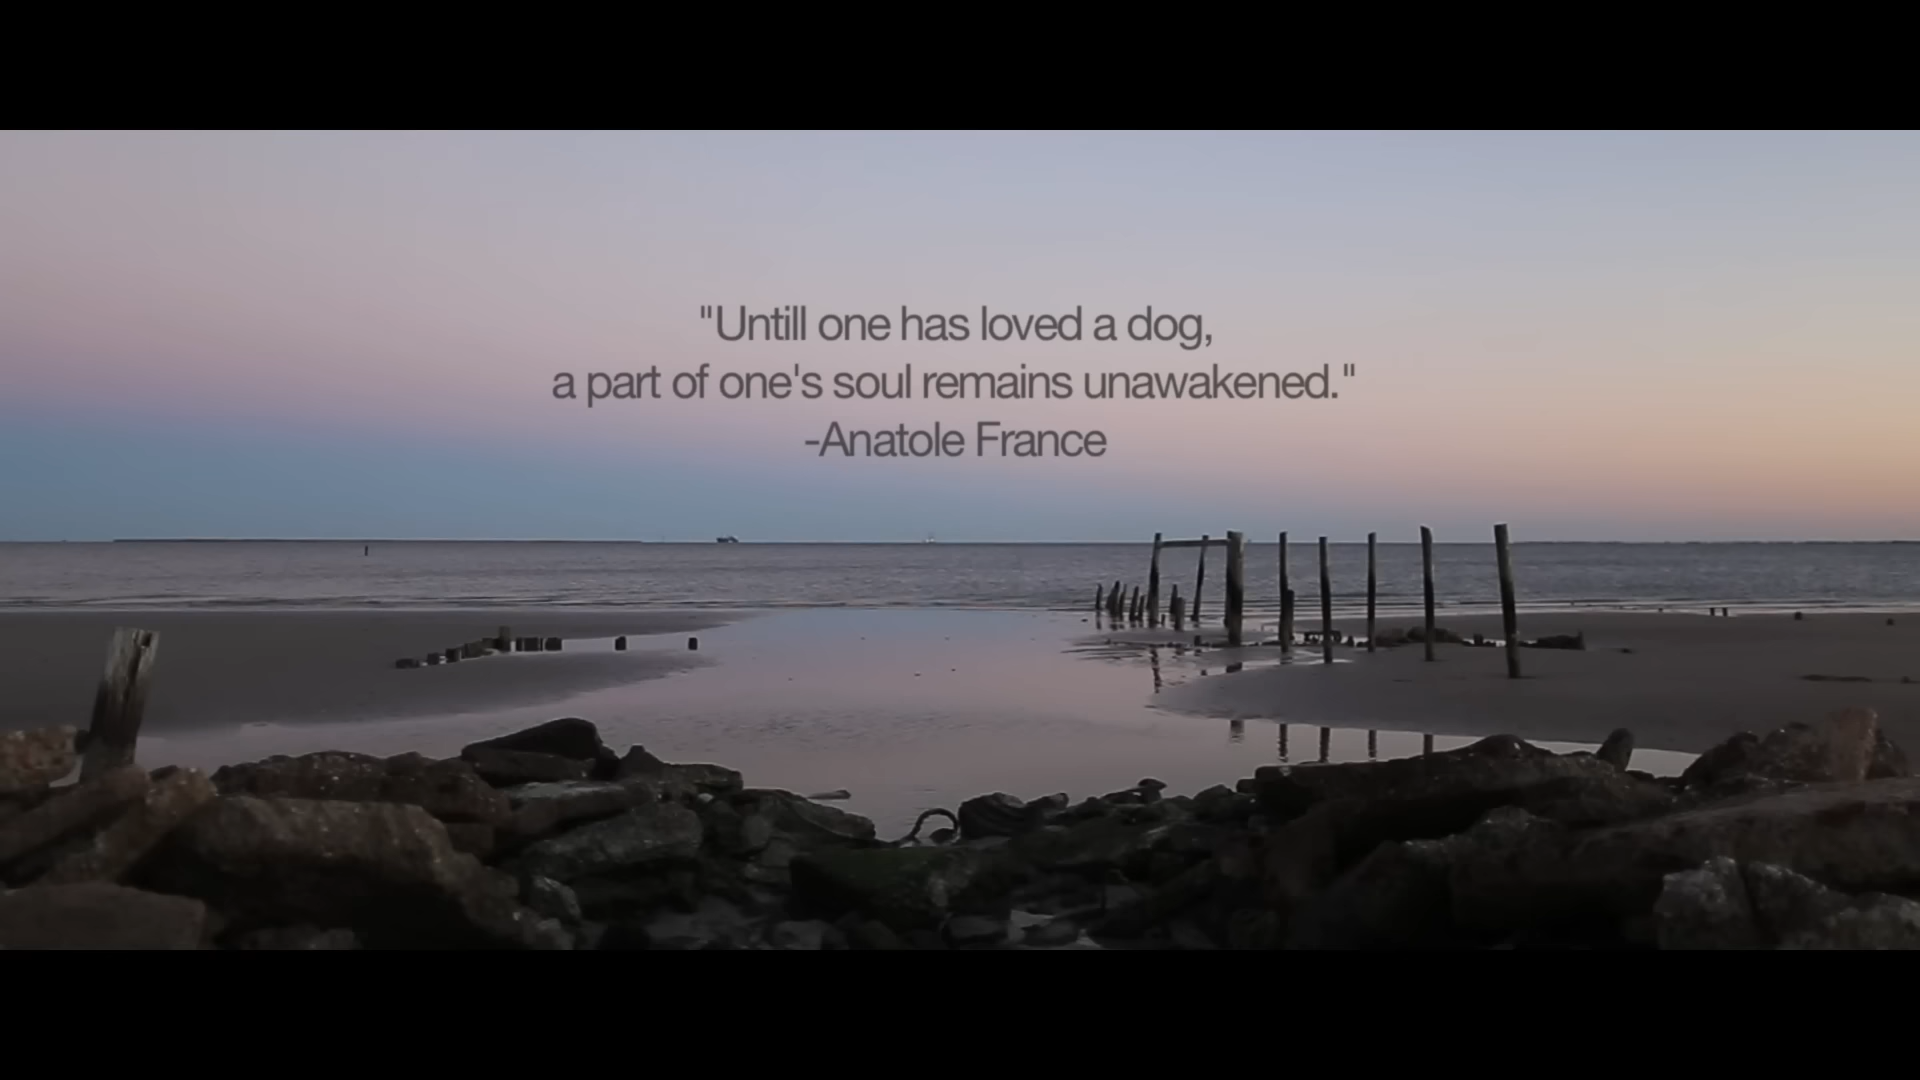 "Untill one has loved a dog,
a part of one's soul remains unawakened."
-Anatole France